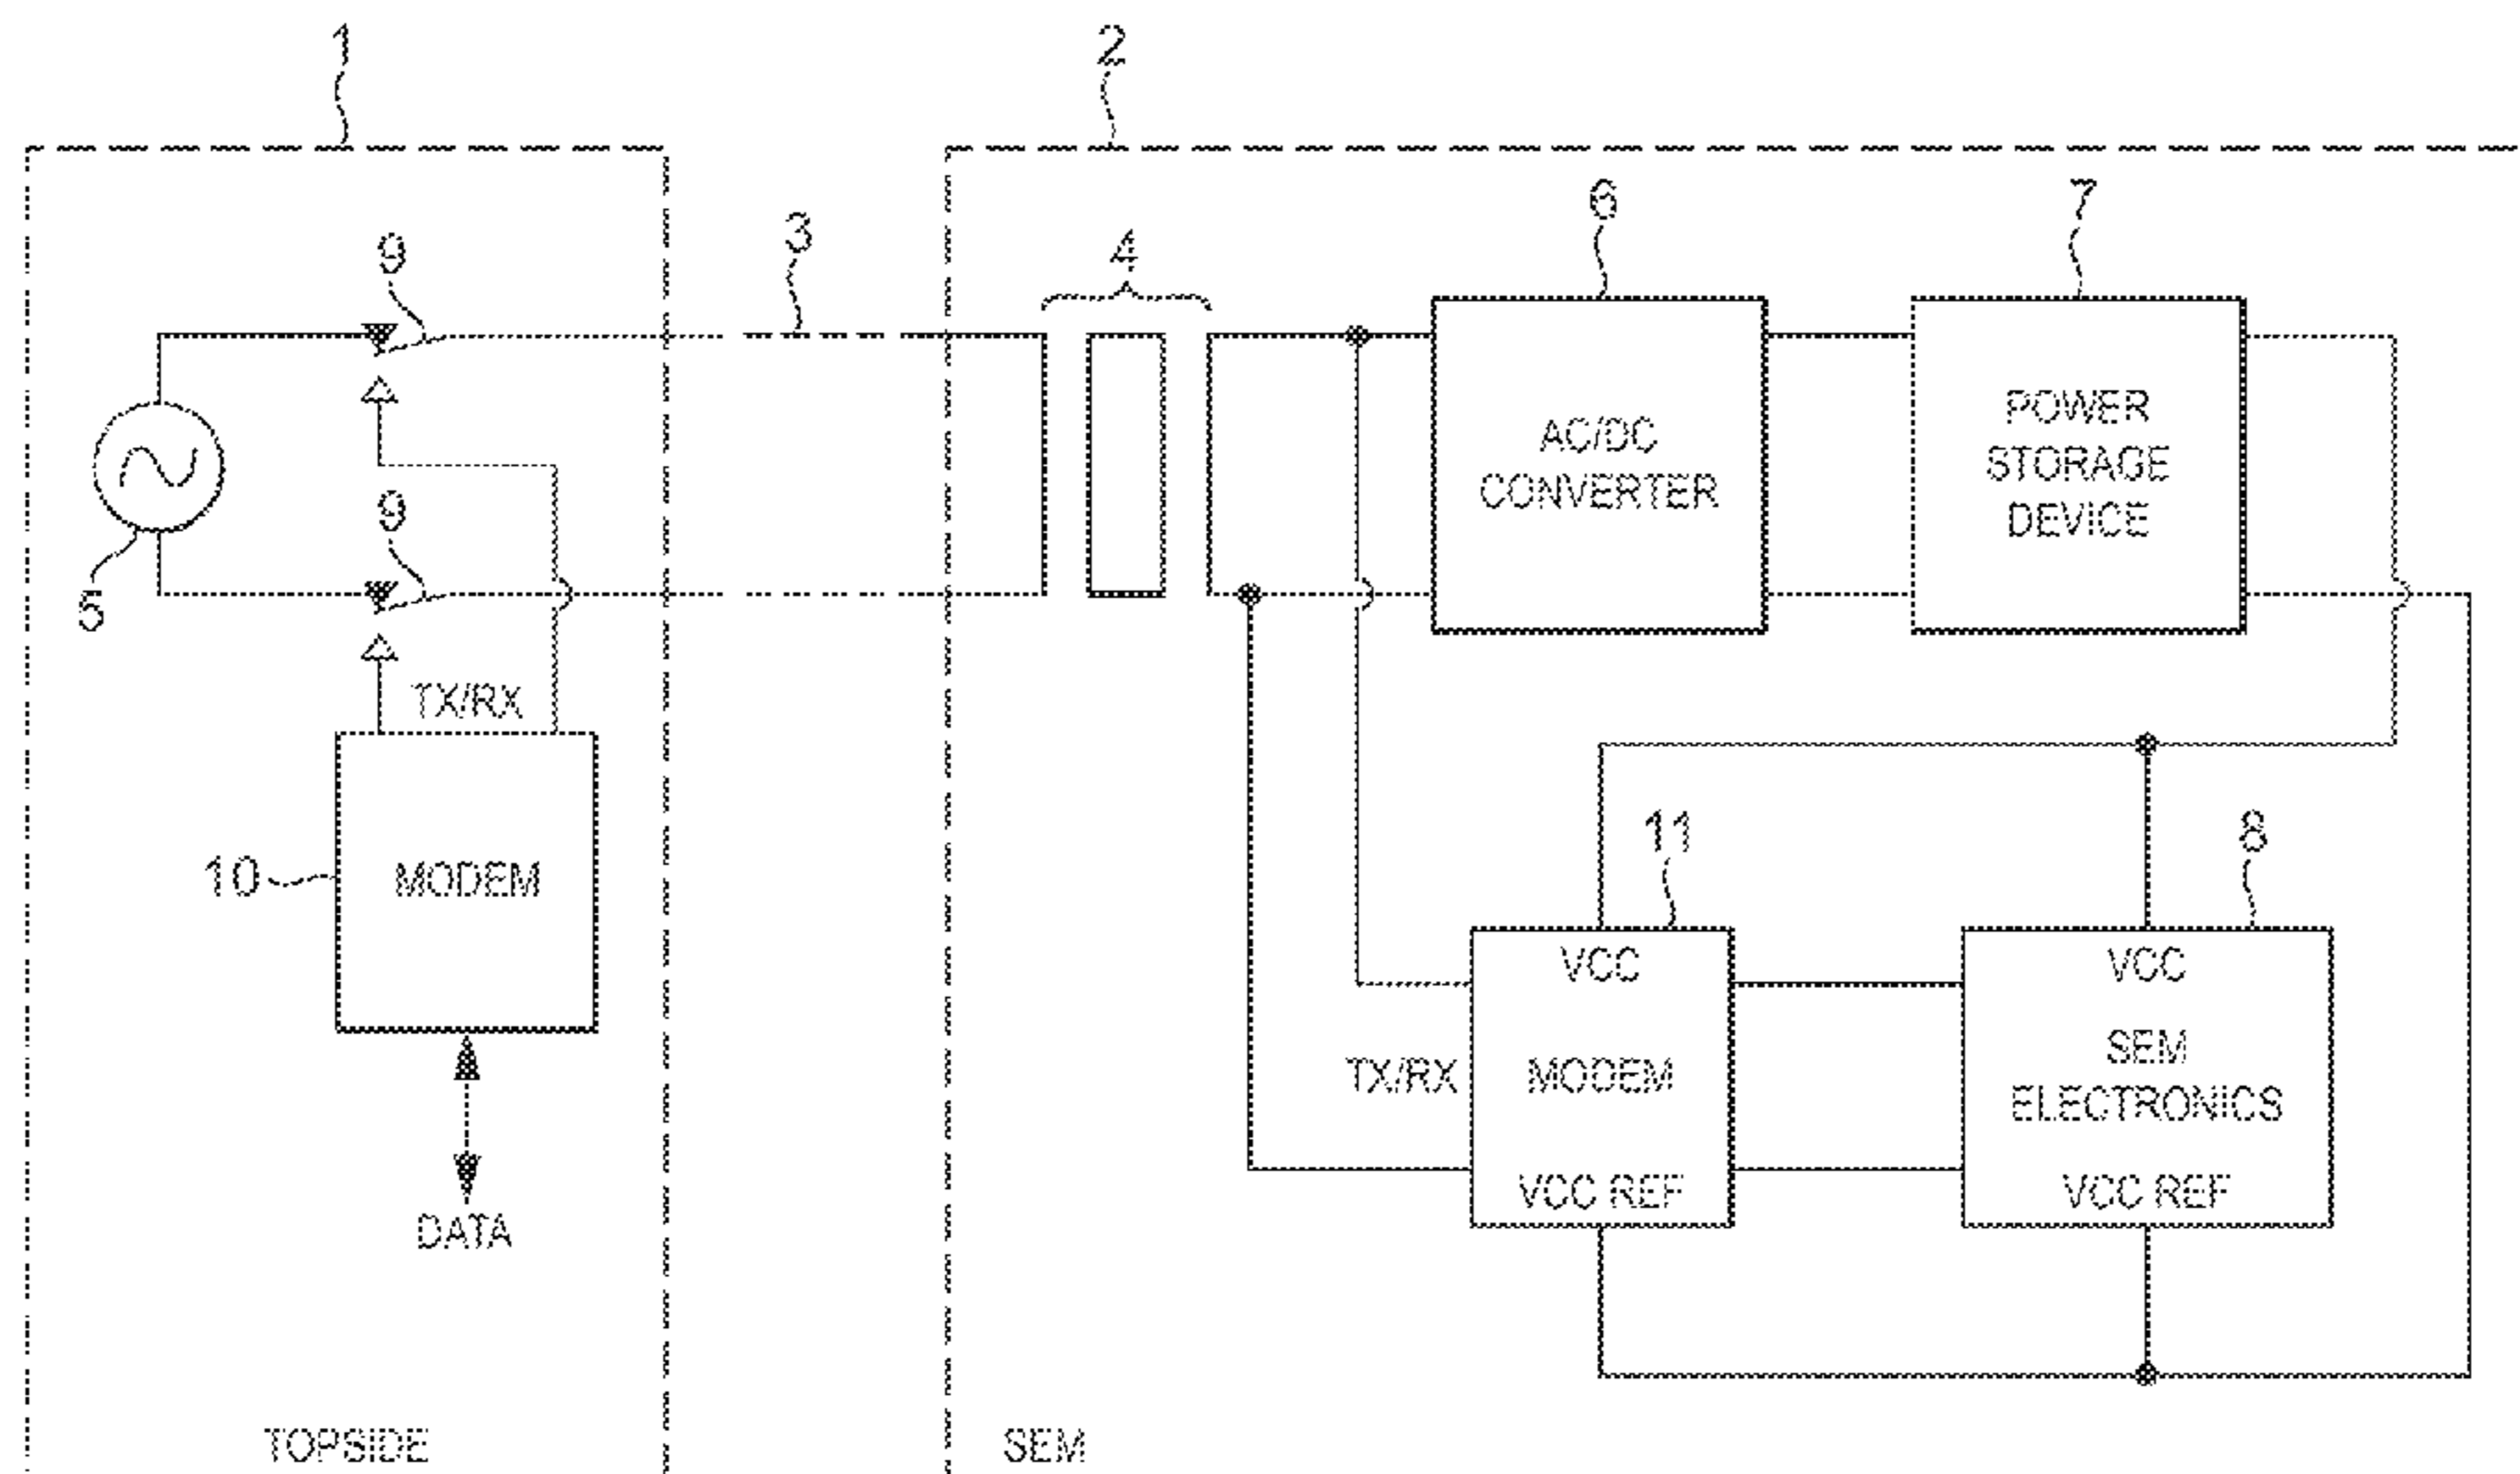 1
2
3
4
6
7
9
9
5
AC/DC
CONVERTER
POWER
STORAGE
DEVICE
TX/RX
10
MODEM
DATA
11
8
VCC
TX/RX
MODEM
VCC REF
VCC
SEM
ELECTRONICS
VCC REF
TOPSIDE
SEM